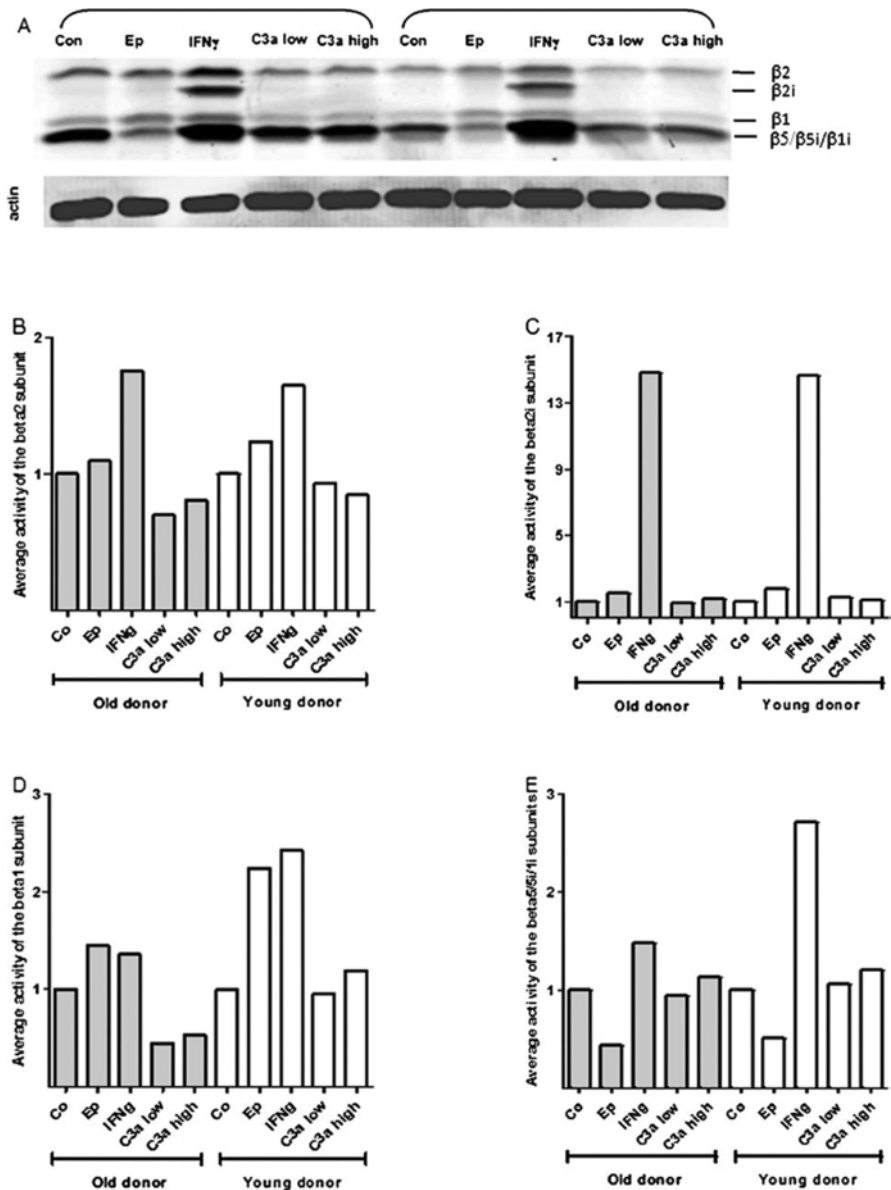 A
Con Ep IFNγ C3a low C3a high Con Ep IFNγ C3a low C3a high
β2
β2i
β1
β5/β5i/β1i
actin
B
Average activity of the beta2 subunit
2
1
Co Ep IFNg C3a low C3a high Co Ep IFNg C3a low C3a high
Old donor Young donor
C
Average activity of the beta2i subunit
17
15
9
5
1
Co Ep IFNg C3a low C3a high Co Ep IFNg C3a low C3a high
Old donor Young donor
D
Average activity of the beta1 subunit
3
2
1
Co Ep IFNg C3a low C3a high Co Ep IFNg C3a low C3a high
Old donor Young donor
E
Average activity of the beta5/5i/1i subunits
3
2
1
Co Ep IFNg C3a low C3a high Co Ep IFNg C3a low C3a high
Old donor Young donor